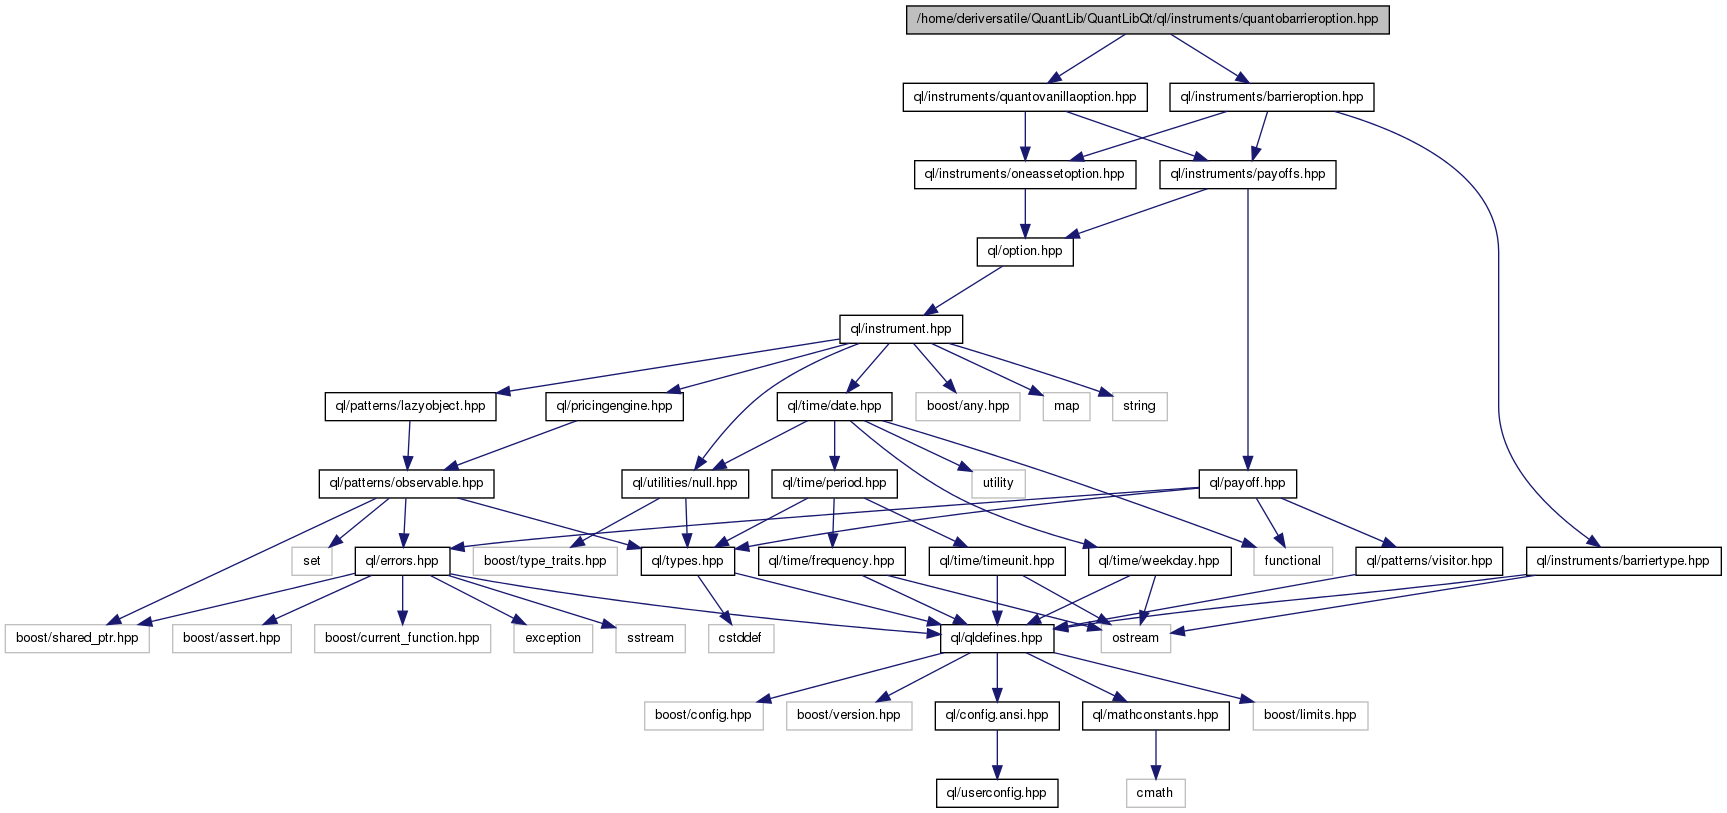 /home/deriversatile/QuantLib/QuantLibQt/ql/instruments/quantobarrieroption.hpp
ql/instruments/quantovanillaoption.hpp
ql/instruments/barrieroption.hpp
ql/instruments/oneassetoption.hpp
ql/instruments/payoffs.hpp
ql/option.hpp
ql/instrument.hpp
ql/patterns/lazyobject.hpp
ql/pricingengine.hpp
ql/time/date.hpp
boost/any.hpp
map
string
ql/patterns/observable.hpp
ql/utilities/null.hpp
ql/time/period.hpp
utility
ql/payoff.hpp
set
ql/errors.hpp
boost/type_traits.hpp
ql/types.hpp
ql/time/frequency.hpp
ql/time/timeunit.hpp
ql/time/weekday.hpp
functional
ql/patterns/visitor.hpp
ql/instruments/barriertype.hpp
boost/shared_ptr.hpp
boost/assert.hpp
boost/current_function.hpp
exception
sstream
cstddef
ql/qldefines.hpp
ostream
boost/config.hpp
boost/version.hpp
ql/config.ansi.hpp
ql/mathconstants.hpp
boost/limits.hpp
ql/userconfig.hpp
cmath